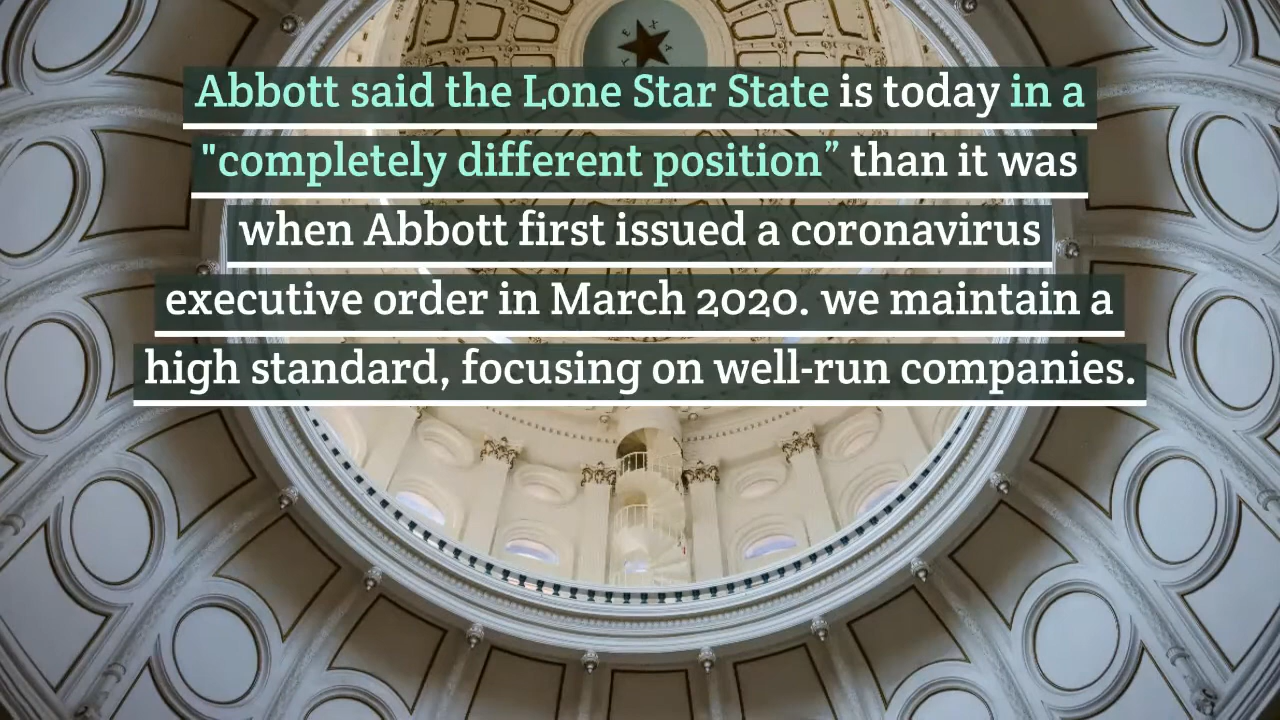 TEXAS
Abbott said the Lone Star State is today in a
"completely different position” than it was
when Abbott first issued a coronavirus
executive order in March 2020. we maintain a
high standard, focusing on well-run companies.